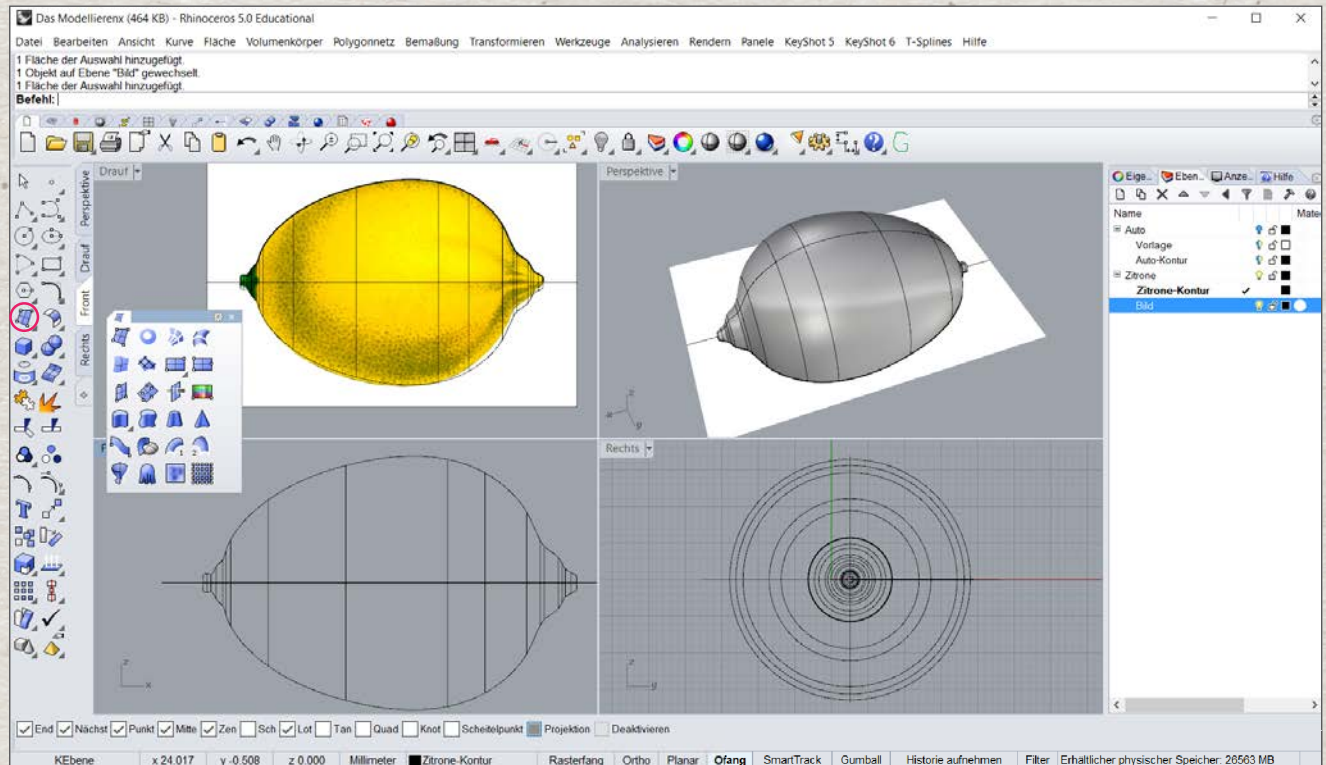 Das Modellierenx (464 KB) - Rhinoceros 5.0 Educational
Datei Bearbeiten Ansicht Kurve Fläche Volumenkörper Polygonnetz Bemaßung Transformieren Werkzeuge Analysieren Rendern Panele KeyShot 5 KeyShot 6 T-Splines Hilfe
1 Fläche der Auswahl hinzugefügt.
1 Objekt auf Ebene "Bild" gewechselt.
1 Fläche der Auswahl hinzugefügt.
Befehl:
Perspektive
Drauf
Front
Rechts
Drauf
Perspektive
Rechts
z
x
y
z
x
z
y
1
2
Eige... Eben... Anze... Hilfe
Name Mate
Auto
Vorlage
Auto-Kontur
Zitrone
Zitrone-Kontur
Bild
End Nächst Punkt Mitte Zen Sch Lot Tan Quad Knot Scheitelpunkt Projektion Deaktivieren
KEbene x 24.017 y -0.508 z 0.000 Millimeter Zitrone-Kontur Rasterfang Ortho Planar Ofang SmartTrack Gumball Historie aufnehmen Filter Erhältlicher physischer Speicher: 26563 MB